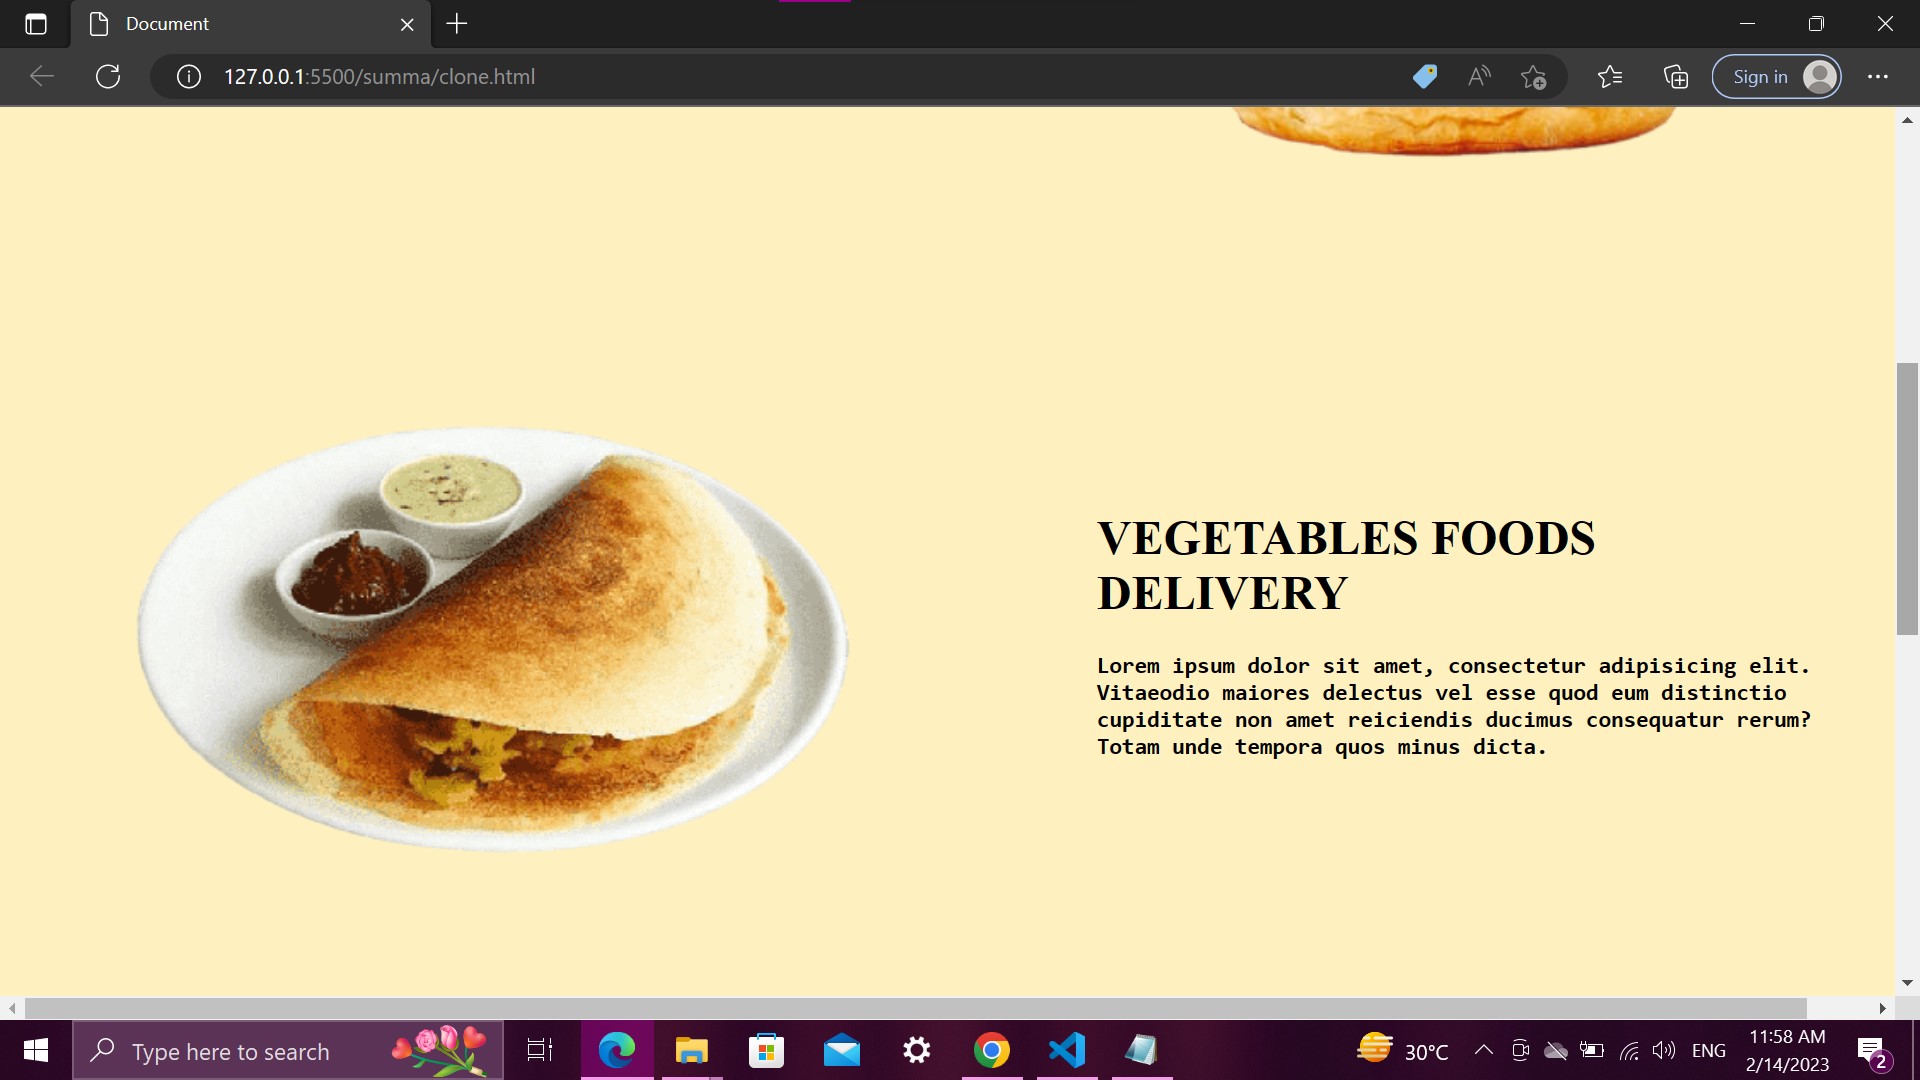 Document
127.0.0.1:5500/summa/clone.html
Sign in
VEGETABLES FOODS
DELIVERY
Lorem ipsum dolor sit amet, consectetur adipisicing elit.
Vitaeodio maiores delectus vel esse quod eum distinctio
cupiditate non amet reiciendis ducimus consequatur rerum?
Totam unde tempora quos minus dicta.
Type here to search
30°C
ENG
11:58 AM
2/14/2023
2